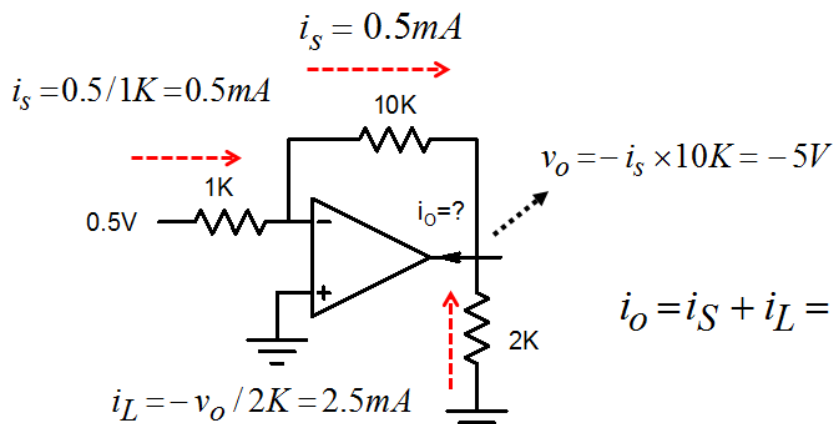 i_s = 0.5mA
i_s = 0.5/1K = 0.5mA
10K
v_o = -i_s × 10K = -5V
1K
i_O=?
0.5V
−
+
i_o = i_S + i_L =
2K
i_L = -v_o / 2K = 2.5mA